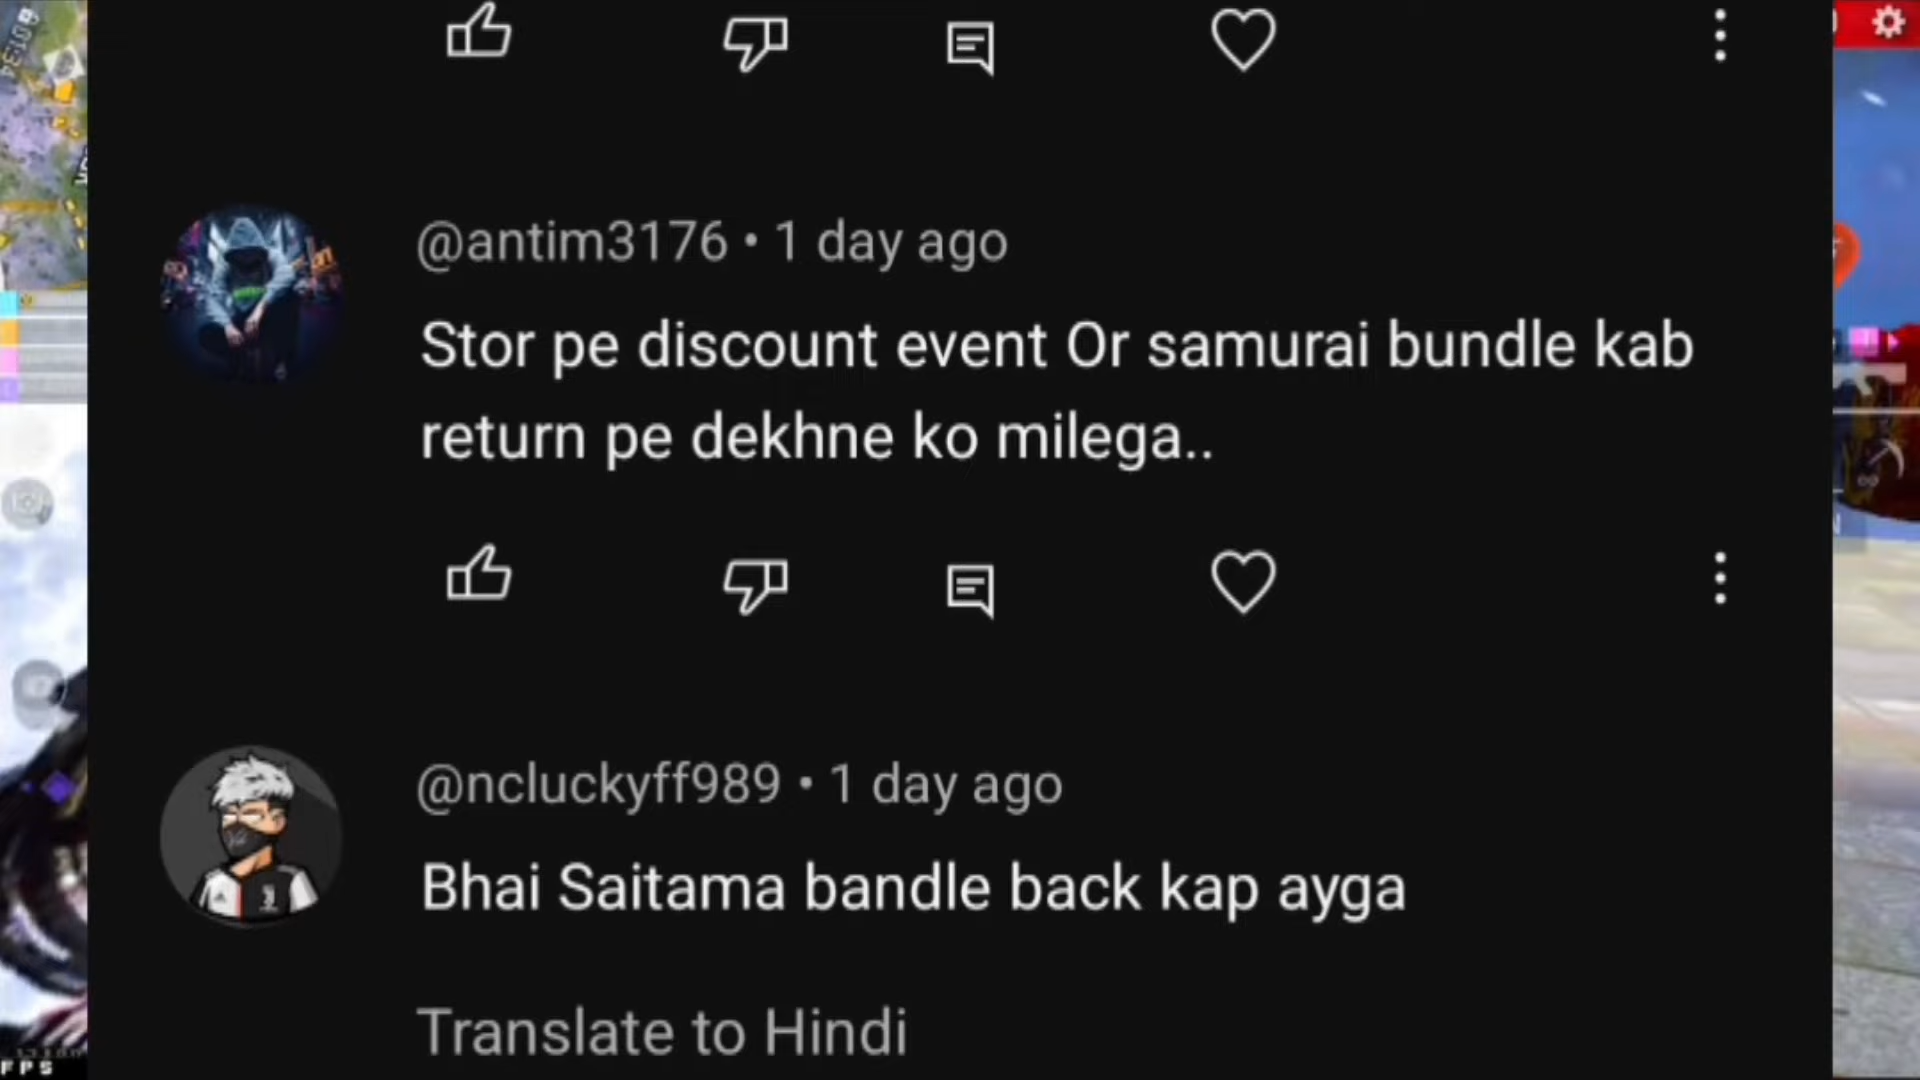 @antim3176 • 1 day ago
Stor pe discount event Or samurai bundle kab
return pe dekhne ko milega..
@ncluckyff989 • 1 day ago
Bhai Saitama bandle back kap ayga
Translate to Hindi
FPS